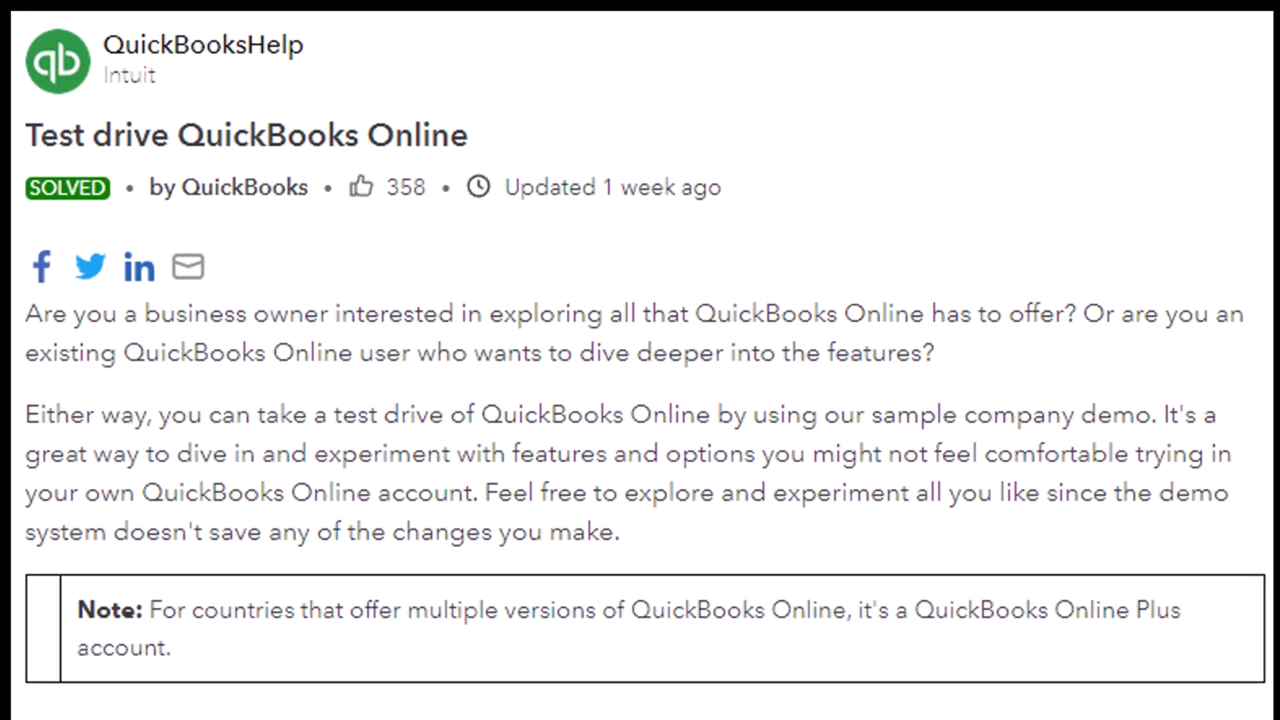 qb
QuickBooksHelp
Intuit
Test drive QuickBooks Online
SOLVED • by QuickBooks • 358 • Updated 1 week ago
f in
Are you a business owner interested in exploring all that QuickBooks Online has to offer? Or are you an
existing QuickBooks Online user who wants to dive deeper into the features?
Either way, you can take a test drive of QuickBooks Online by using our sample company demo. It's a
great way to dive in and experiment with features and options you might not feel comfortable trying in
your own QuickBooks Online account. Feel free to explore and experiment all you like since the demo
system doesn't save any of the changes you make.
Note: For countries that offer multiple versions of QuickBooks Online, it's a QuickBooks Online Plus
account.